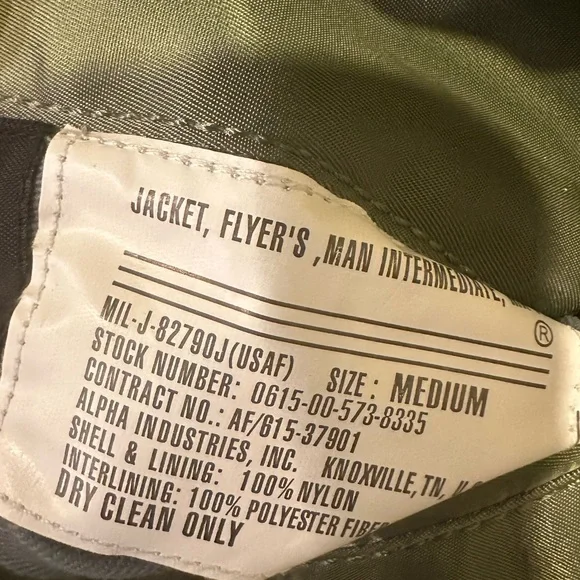 JACKET, FLYER'S ,MAN INTERMEDIATE,
®
MIL-J-82790J(USAF) SIZE: MEDIUM
STOCK NUMBER: 0615-00-573-8335
CONTRACT NO.: AF/615-37901
ALPHA INDUSTRIES, INC. KNOXVILLE, TN,
SHELL & LINING: 100% NYLON
INTERLINING: 100% POLYESTER
DRY CLEAN ONLY